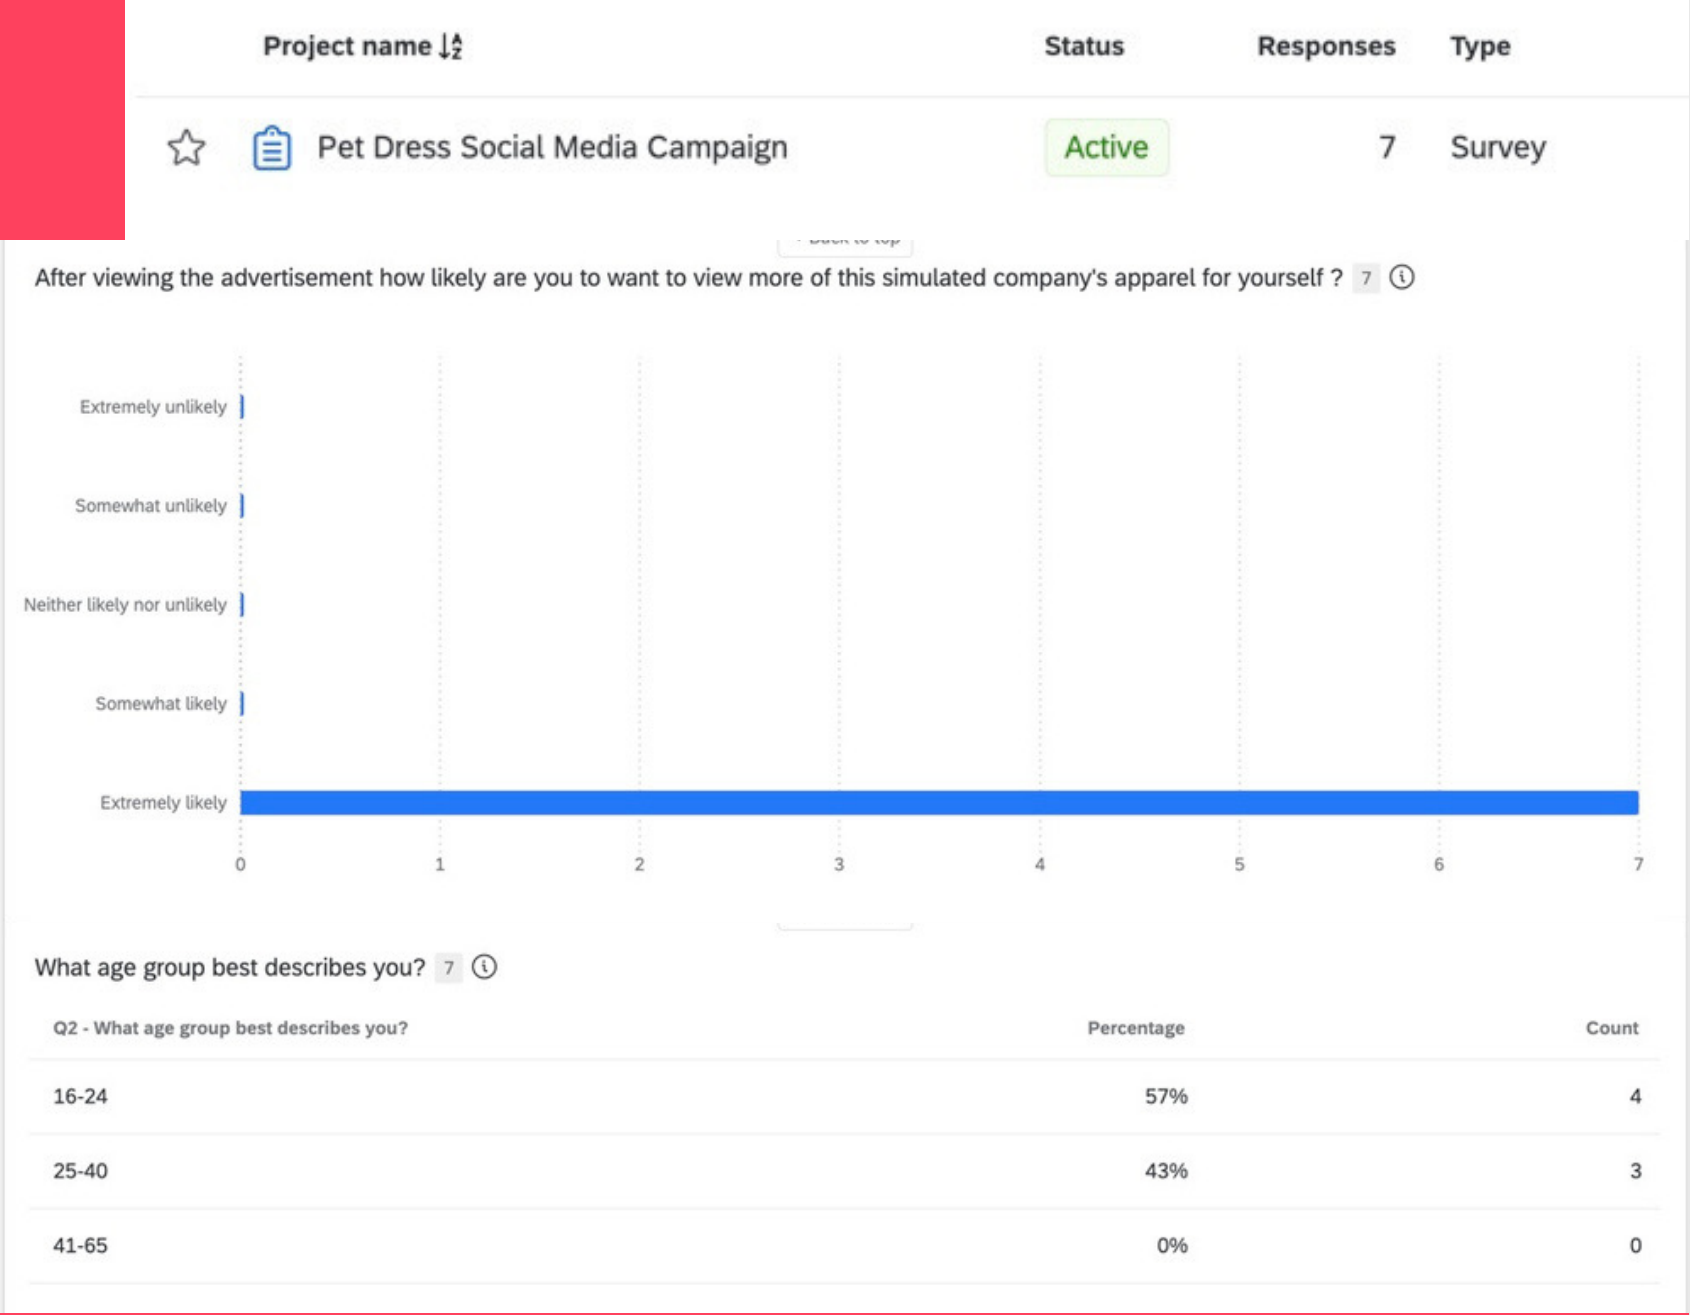 Project name Status Responses Type
Pet Dress Social Media Campaign Active 7 Survey
After viewing the advertisement how likely are you to want to view more of this simulated company's apparel for yourself ? 7
Extremely unlikely
Somewhat unlikely
Neither likely nor unlikely
Somewhat likely
Extremely likely
0 1 2 3 4 5 6 7
What age group best describes you? 7
Q2 - What age group best describes you? Percentage Count
16-24 57% 4
25-40 43% 3
41-65 0% 0